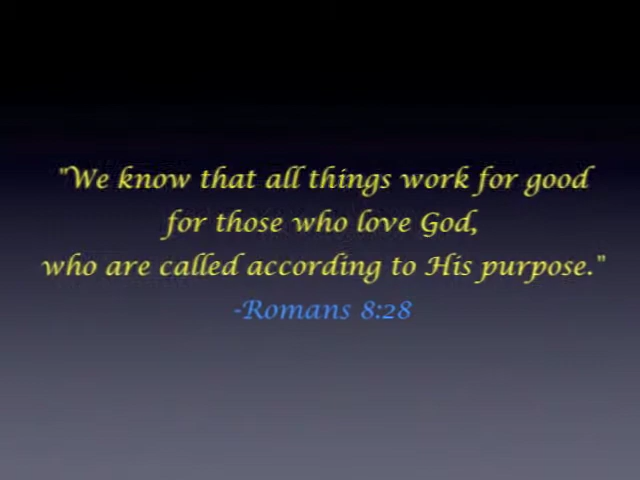 "We know that all things work for good
for those who love God,
who are called according to His purpose."
-Romans 8:28